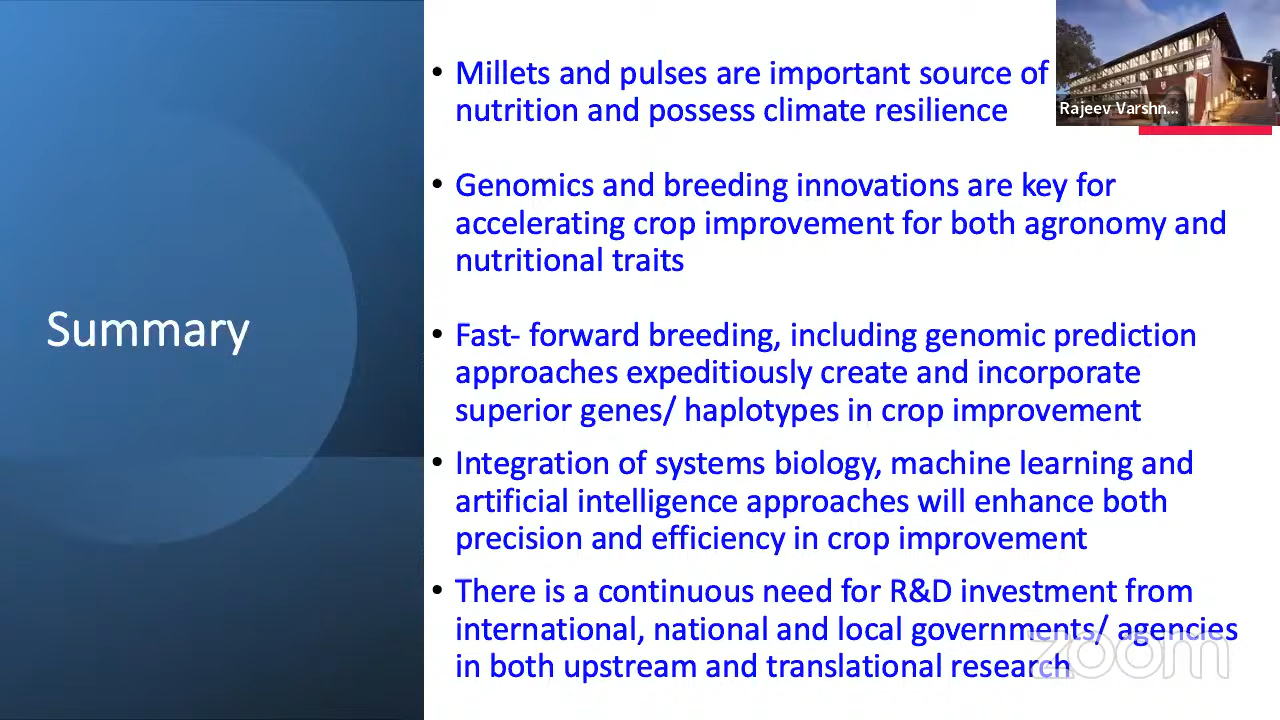 Summary
• Millets and pulses are important source of
nutrition and possess climate resilience
• Genomics and breeding innovations are key for
accelerating crop improvement for both agronomy and
nutritional traits
• Fast- forward breeding, including genomic prediction
approaches expeditiously create and incorporate
superior genes/ haplotypes in crop improvement
• Integration of systems biology, machine learning and
artificial intelligence approaches will enhance both
precision and efficiency in crop improvement
• There is a continuous need for R&D investment from
international, national and local governments/ agencies
in both upstream and translational research
Rajeev Varshn...
zoom